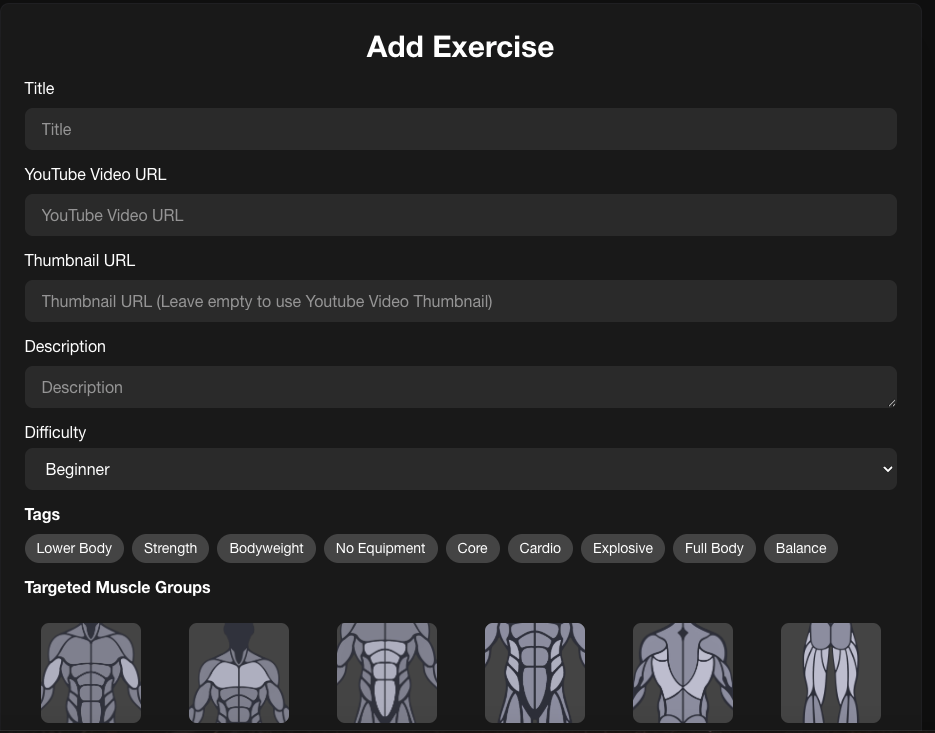 Add Exercise
Title
Title
YouTube Video URL
YouTube Video URL
Thumbnail URL
Thumbnail URL (Leave empty to use Youtube Video Thumbnail)
Description
Description
Difficulty
Beginner
Tags
Lower Body Strength Bodyweight No Equipment Core Cardio Explosive Full Body Balance
Targeted Muscle Groups